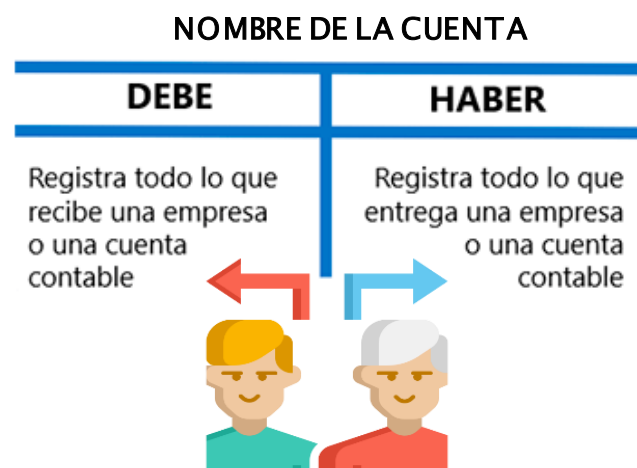 NOMBRE DE LA CUENTA
DEBE
HABER
Registra todo lo que
recibe una empresa
o una cuenta
contable
Registra todo lo que
entrega una empresa
o una cuenta
contable